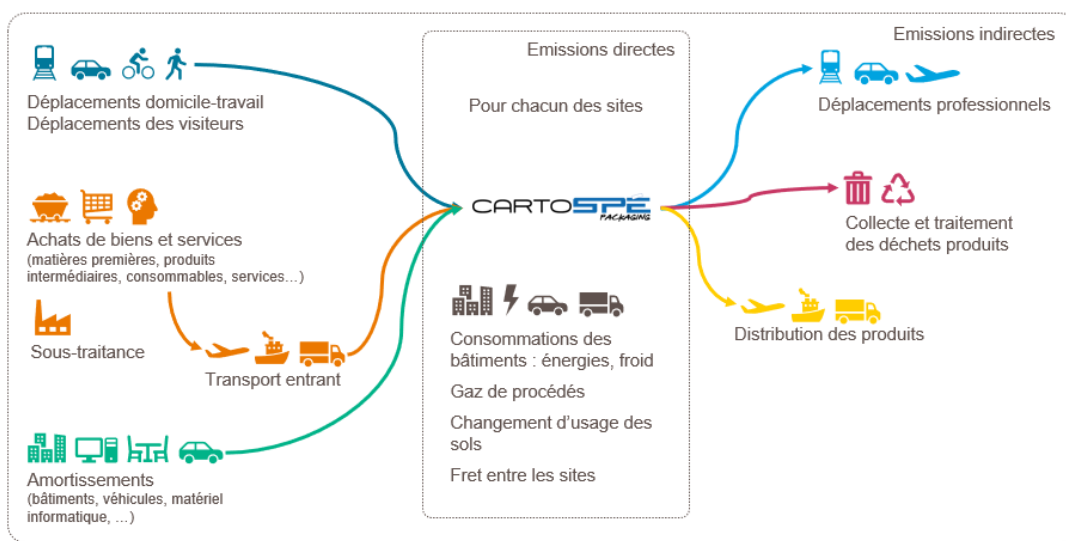 Emissions directes
Emissions indirectes
Pour chacun des sites
Déplacements domicile-travail
Déplacements des visiteurs
Déplacements professionnels
Achats de biens et services
(matières premières, produits
intermédiaires, consommables, services…)
Sous-traitance
Transport entrant
Amortissements
(bâtiments, véhicules, matériel
informatique, …)
CARTOSPE
PACKAGING
Consommations des
bâtiments : énergies, froid
Gaz de procédés
Changement d’usage des
sols
Fret entre les sites
Collecte et traitement
des déchets produits
Distribution des produits